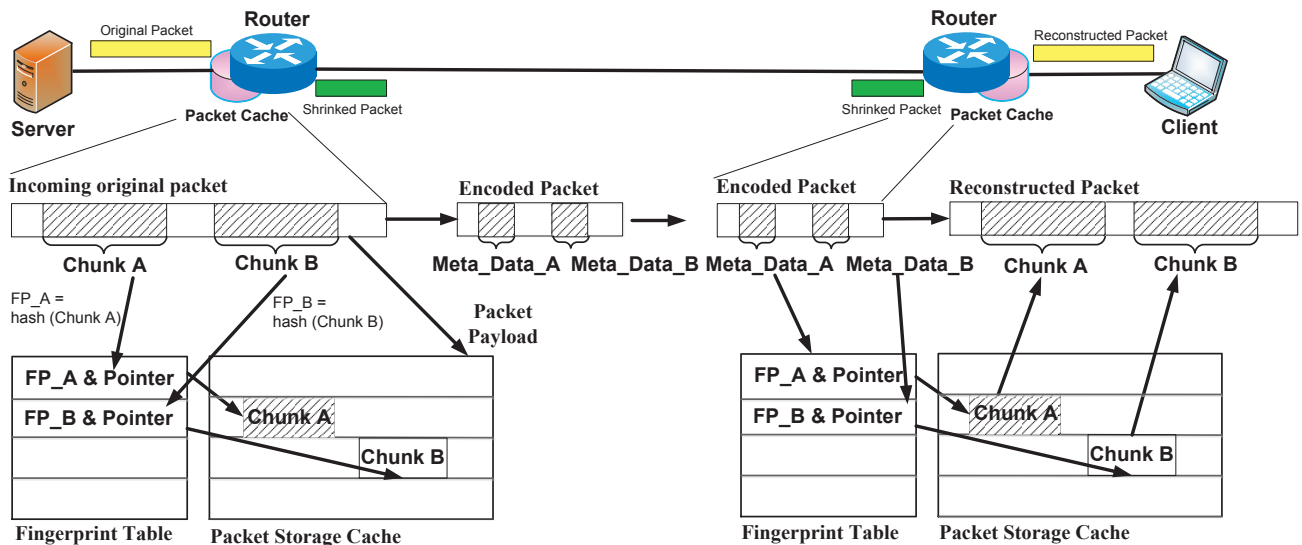 Router
Router
Original Packet
Reconstructed Packet
Shrinked Packet
Shrinked Packet
Packet Cache
Packet Cache
Server
Client
Incoming original packet
Encoded Packet
Encoded Packet
Reconstructed Packet
Chunk A
Chunk B
Meta_Data_A
Meta_Data_B
Meta_Data_A
Meta_Data_B
Chunk A
Chunk B
FP_A =
hash (Chunk A)
FP_B =
hash (Chunk B)
Packet
Payload
FP_A & Pointer
FP_B & Pointer
Chunk A
Chunk B
FP_A & Pointer
FP_B & Pointer
Chunk A
Chunk B
Fingerprint Table
Packet Storage Cache
Fingerprint Table
Packet Storage Cache